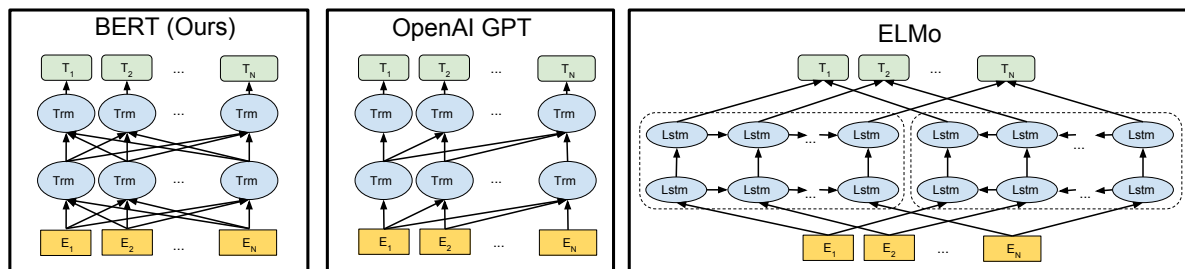 BERT (Ours)
T1 T2 ... TN
Trm Trm ... Trm
Trm Trm ... Trm
E1 E2 ... EN
OpenAI GPT
T1 T2 ... TN
Trm Trm ... Trm
Trm Trm ... Trm
E1 E2 ... EN
ELMo
T1 T2 ... TN
Lstm Lstm ... Lstm Lstm Lstm ... Lstm
Lstm Lstm ... Lstm Lstm Lstm ... Lstm
E1 E2 ... EN